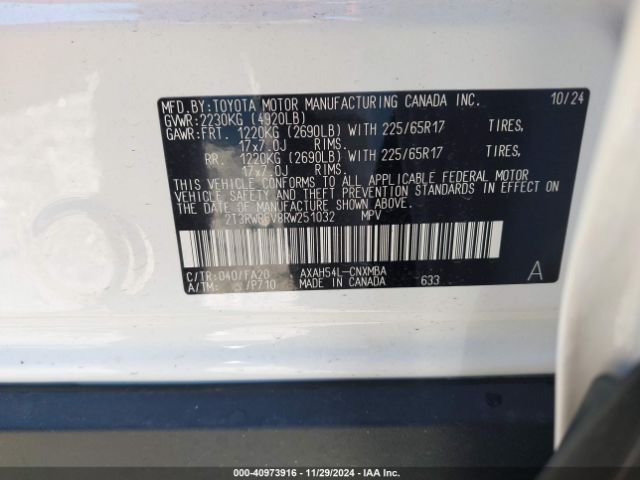 MFD.BY:TOYOTA MOTOR MANUFACTURING CANADA INC. 10/24
GVWR:2230KG (4920LB)
GAWR:FRT. 1220KG (2690LB) WITH 225/65R17 TIRES,
17x7.0J RIMS.
RR. 1220KG (2690LB) WITH 225/65R17 TIRES,
17x7.0J RIMS.
THIS VEHICLE CONFORMS TO ALL APPLICABLE FEDERAL MOTOR
VEHICLE SAFETY AND THEFT PREVENTION STANDARDS IN EFFECT ON
THE DATE OF MANUFACTURE SHOWN ABOVE.
2T3RWRFV8RW251032 MPV
C/TR:040/FA20 AXAH54L-CNXMBA A
A/TM: /P710 MADE IN CANADA 633
000-40973916 - 11/29/2024 - IAA Inc.